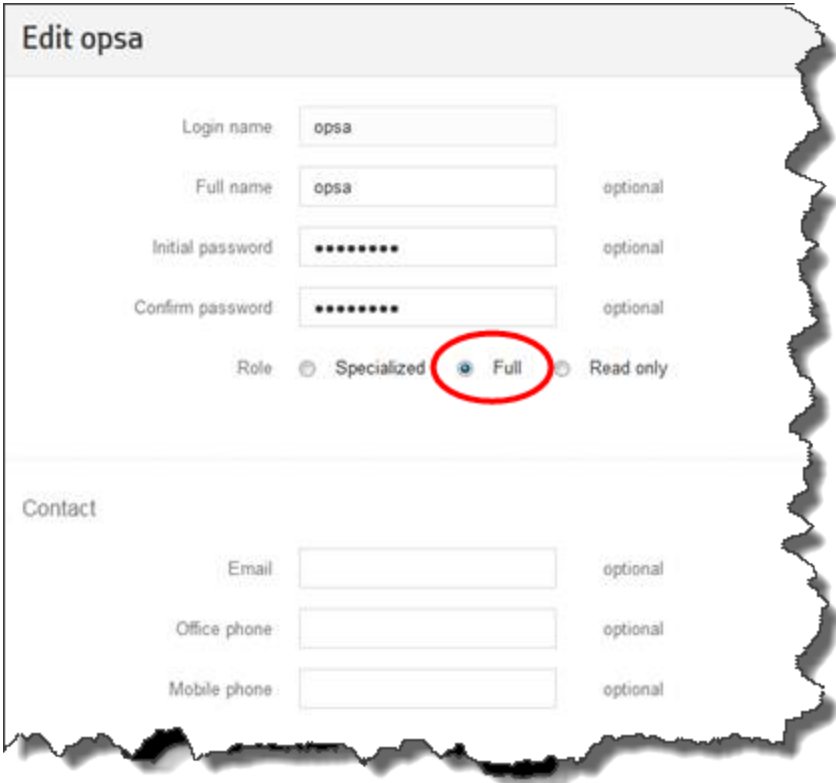 Edit opsa
Login name opsa
Full name opsa optional
Initial password •••••••• optional
Confirm password •••••••• optional
Role Specialized Full Read only
Contact
Email optional
Office phone optional
Mobile phone optional